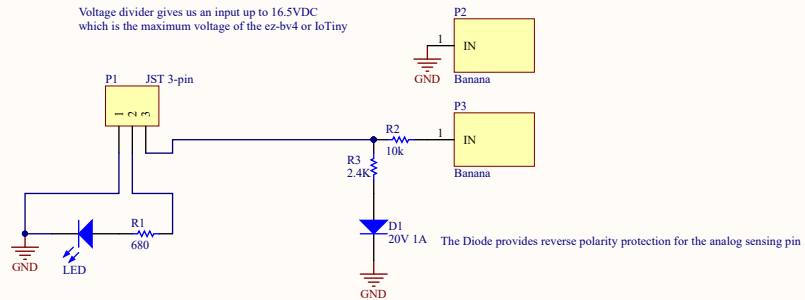 Voltage divider gives us an input up to 16.5VDC
which is the maximum voltage of the ez-bv4 or IoTiny
P2
1
IN
GND
Banana
P1
JST 3-pin
1
2
3
P3
R2
1
IN
10k
R3
2.4K
Banana
R1
680
D1
20V 1A
The Diode provides reverse polarity protection for the analog sensing pin
GND
LED
GND